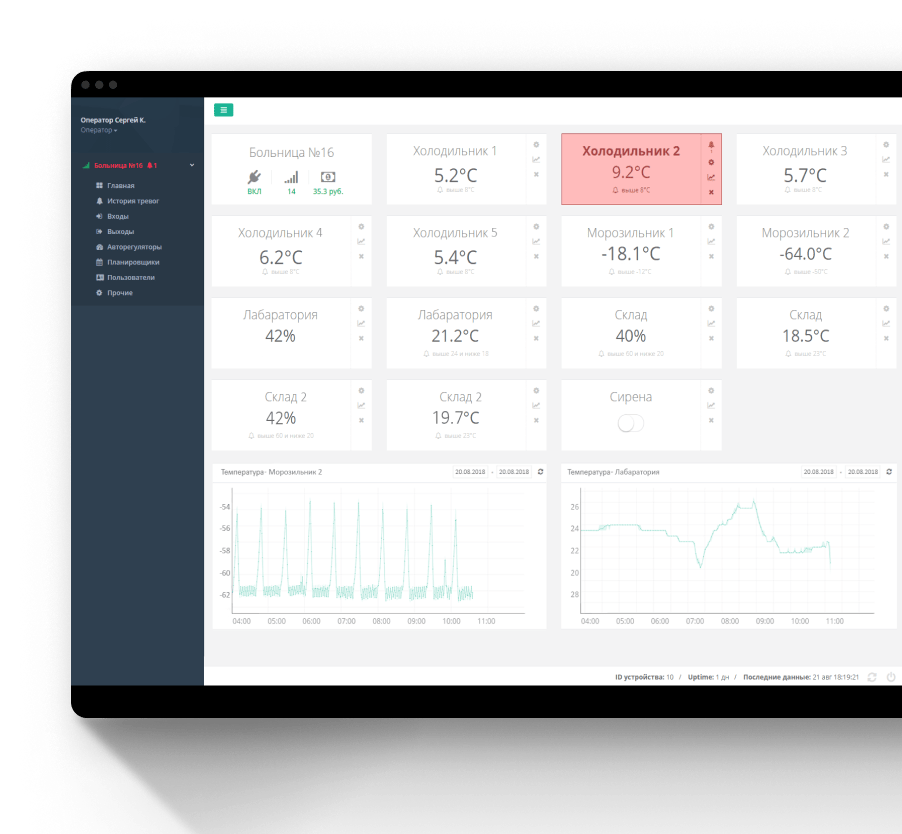 Оператор Сергей К.
Оператор
Больница №16 1
Главная
История тревог
Входы
Выходы
Авторегуляторы
Планировщики
Пользователи
Прочие
Больница №16
ВКЛ 14 35.3 руб.
Холодильник 1
5.2°C
выше 8°C
Холодильник 2
9.2°C
выше 8°C
Холодильник 3
5.7°C
выше 8°C
Холодильник 4
6.2°C
выше 8°C
Холодильник 5
5.4°C
выше 8°C
Морозильник 1
-18.1°C
выше -12°C
Морозильник 2
-64.0°C
выше -50°C
Лабаратория
42%
Лабаратория
21.2°C
выше 24 и ниже 18
Склад
40%
выше 60 и ниже 20
Склад
18.5°C
выше 23°C
Склад 2
42%
выше 60 и ниже 20
Склад 2
19.7°C
выше 23°C
Сирена
Температура- Морозильник 2 20.08.2018 - 20.08.2018
-54
-56
-58
-60
-62
04:00 05:00 06:00 07:00 08:00 09:00 10:00 11:00
Температура- Лабаратория 20.08.2018 - 20.08.2018
26
24
22
20
28
04:00 05:00 06:00 07:00 08:00 09:00 10:00 11:00
ID устройства: 10 / Uptime: 1 дн / Последние данные: 21 авг 18:19:21